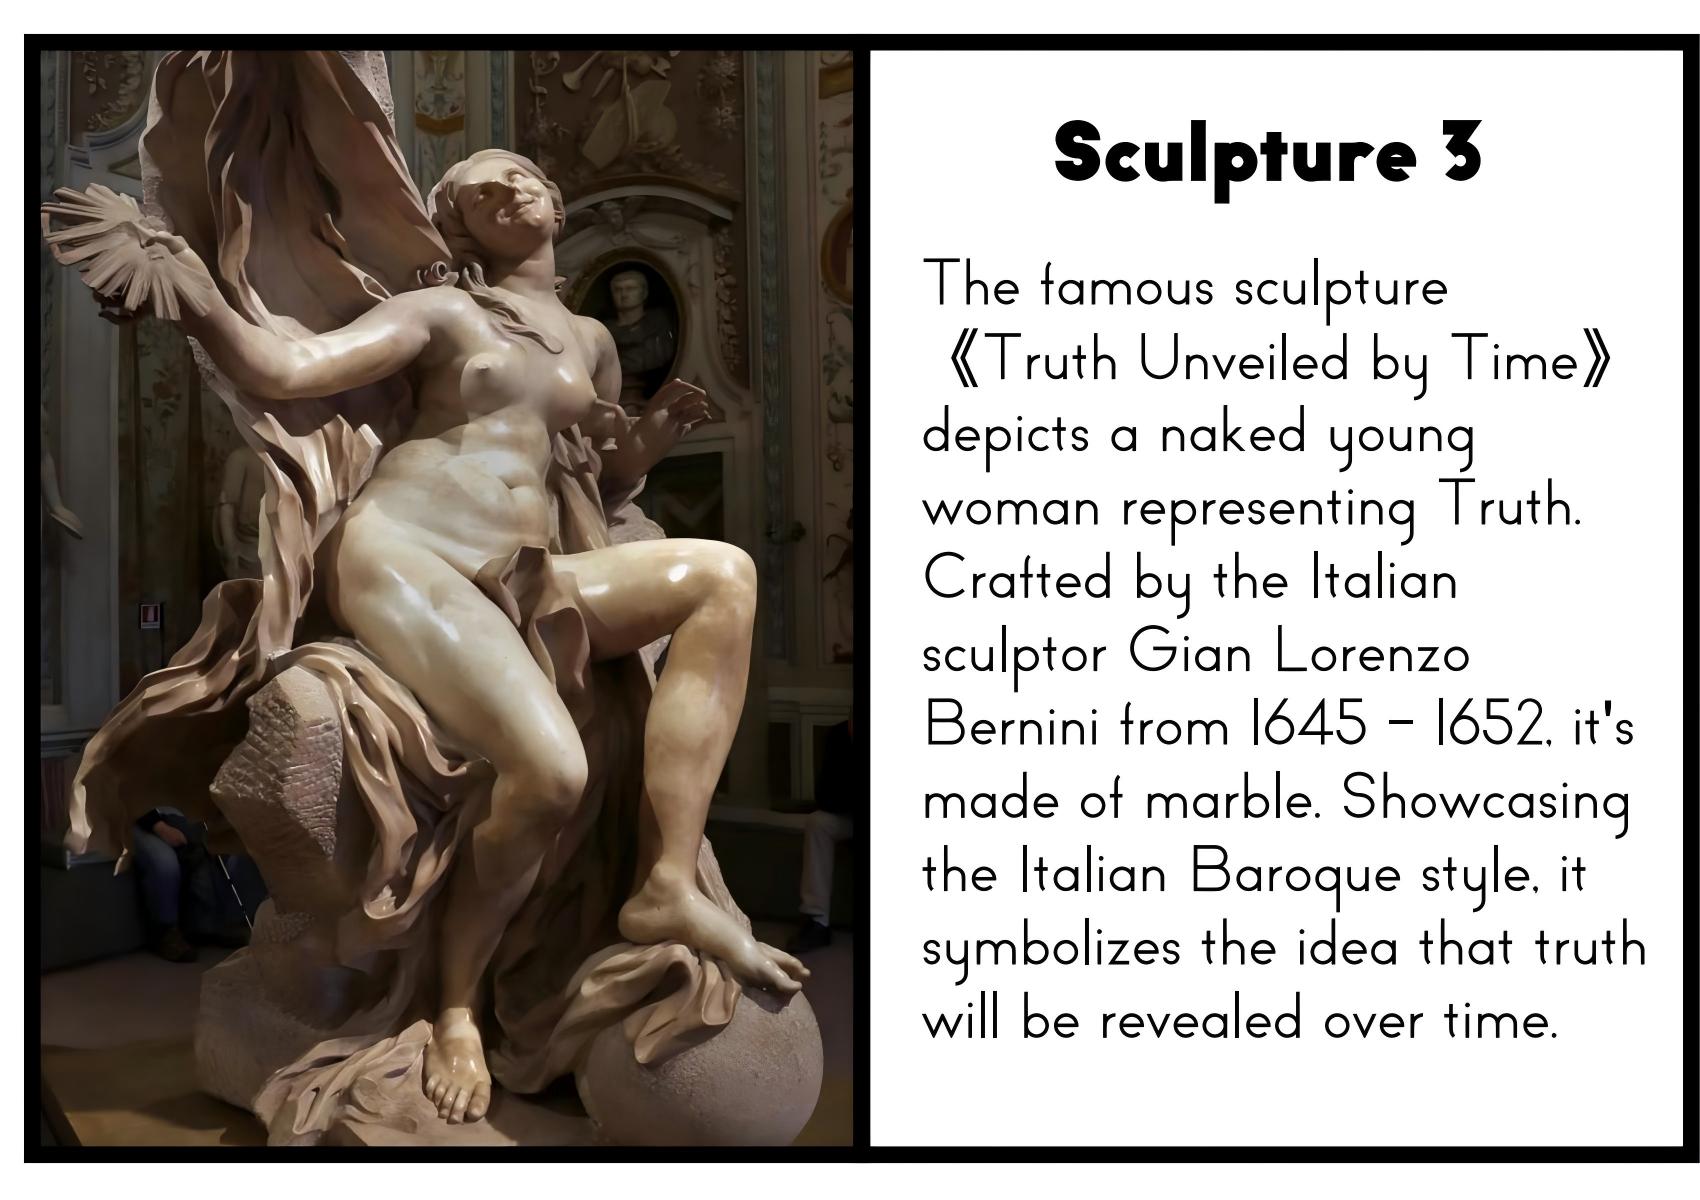 Sculpture 3
The famous sculpture
《Truth Unveiled by Time》
depicts a naked young
woman representing Truth.
Crafted by the Italian
sculptor Gian Lorenzo
Bernini from 1645 - 1652, it's
made of marble. Showcasing
the Italian Baroque style, it
symbolizes the idea that truth
will be revealed over time.